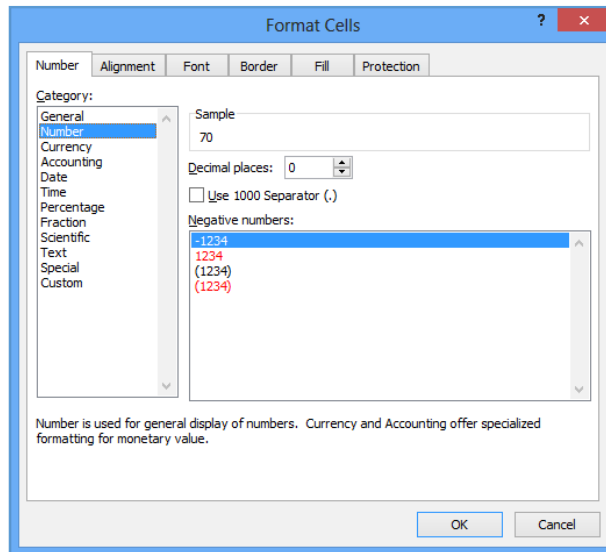 Format Cells
?
Number Alignment Font Border Fill Protection
Category:
General
Number
Currency
Accounting
Date
Time
Percentage
Fraction
Scientific
Text
Special
Custom
Sample
70
Decimal places: 0
Use 1000 Separator (.)
Negative numbers:
-1234
1234
(1234)
(1234)
Number is used for general display of numbers. Currency and Accounting offer specialized
formatting for monetary value.
OK Cancel